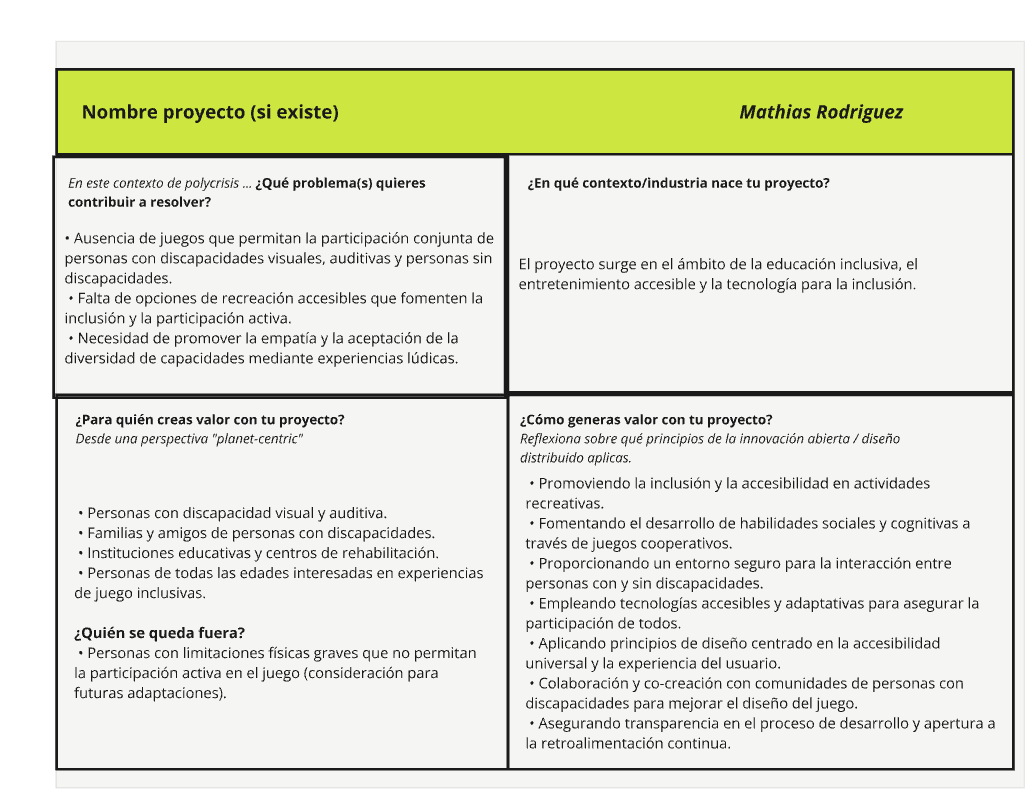 Nombre proyecto (si existe)
Mathias Rodriguez
En este contexto de polycrisis ... ¿Qué problema(s) quieres
contribuir a resolver?
• Ausencia de juegos que permitan la participación conjunta de
personas con discapacidades visuales, auditivas y personas sin
discapacidades.
• Falta de opciones de recreación accesibles que fomenten la
inclusión y la participación activa.
• Necesidad de promover la empatía y la aceptación de la
diversidad de capacidades mediante experiencias lúdicas.
¿En qué contexto/industria nace tu proyecto?
El proyecto surge en el ámbito de la educación inclusiva, el
entretenimiento accesible y la tecnología para la inclusión.
¿Para quién creas valor con tu proyecto?
Desde una perspectiva "planet-centric"
• Personas con discapacidad visual y auditiva.
• Familias y amigos de personas con discapacidades.
• Instituciones educativas y centros de rehabilitación.
• Personas de todas las edades interesadas en experiencias
de juego inclusivas.
¿Quién se queda fuera?
• Personas con limitaciones físicas graves que no permitan
la participación activa en el juego (consideración para
futuras adaptaciones).
¿Cómo generas valor con tu proyecto?
Reflexiona sobre qué principios de la innovación abierta / diseño
distribuido aplicas.
• Promoviendo la inclusión y la accesibilidad en actividades
recreativas.
• Fomentando el desarrollo de habilidades sociales y cognitivas a
través de juegos cooperativos.
• Proporcionando un entorno seguro para la interacción entre
personas con y sin discapacidades.
• Empleando tecnologías accesibles y adaptativas para asegurar la
participación de todos.
• Aplicando principios de diseño centrado en la accesibilidad
universal y la experiencia del usuario.
• Colaboración y co-creación con comunidades de personas con
discapacidades para mejorar el diseño del juego.
• Asegurando transparencia en el proceso de desarrollo y apertura a
la retroalimentación continua.